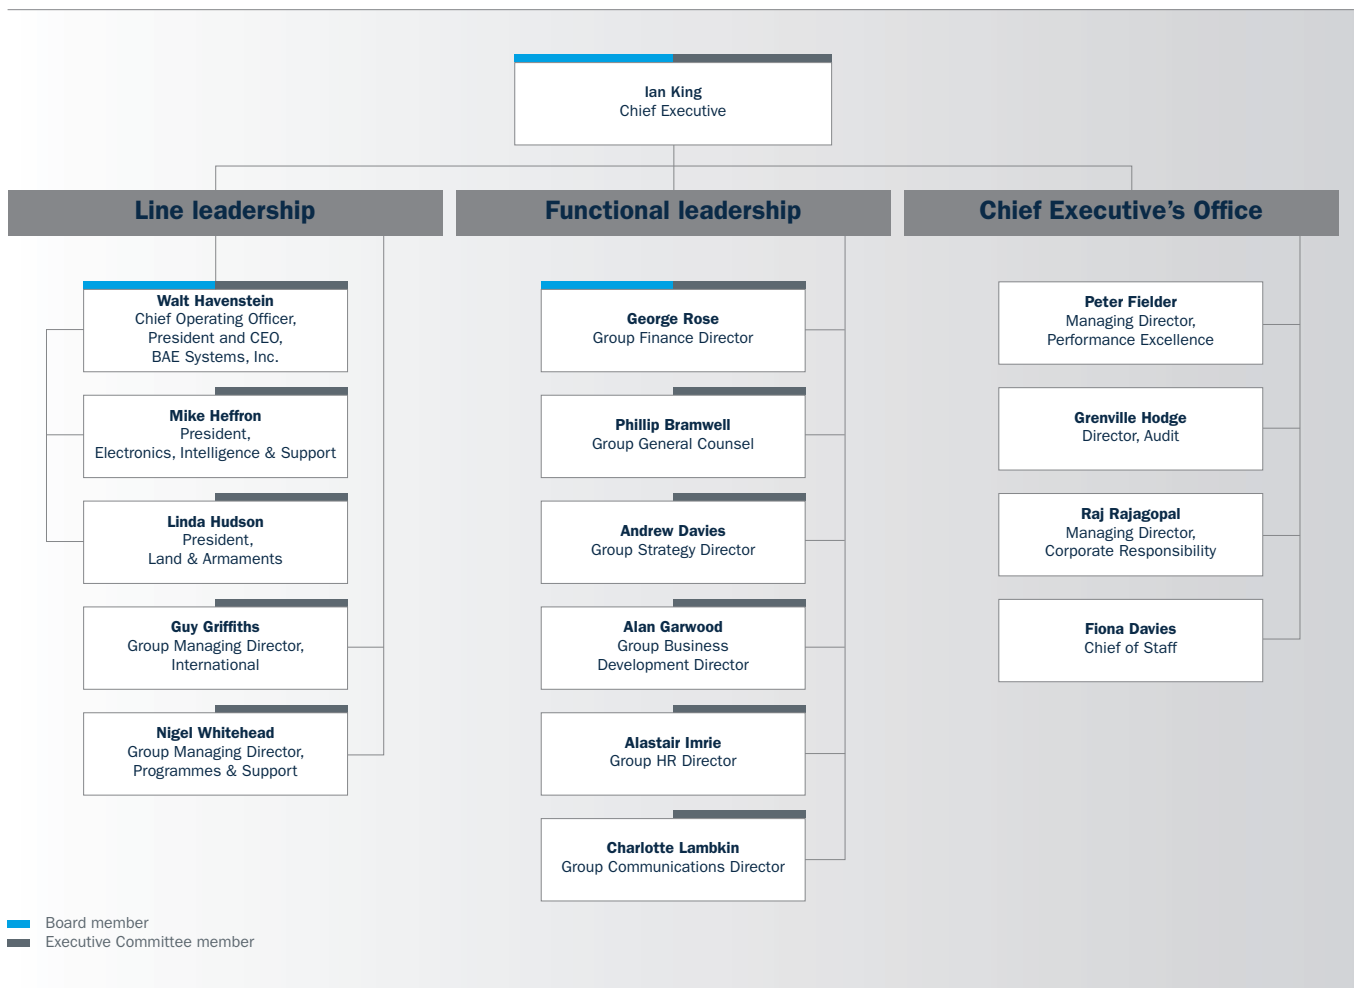 Ian King
Chief Executive
Line leadership
Walt Havenstein
Chief Operating Officer,
President and CEO,
BAE Systems, Inc.
Mike Heffron
President,
Electronics, Intelligence & Support
Linda Hudson
President,
Land & Armaments
Guy Griffiths
Group Managing Director,
International
Nigel Whitehead
Group Managing Director,
Programmes & Support
Functional leadership
George Rose
Group Finance Director
Phillip Bramwell
Group General Counsel
Andrew Davies
Group Strategy Director
Alan Garwood
Group Business
Development Director
Alastair Imrie
Group HR Director
Charlotte Lambkin
Group Communications Director
Chief Executive’s Office
Peter Fielder
Managing Director,
Performance Excellence
Grenville Hodge
Director, Audit
Raj Rajagopal
Managing Director,
Corporate Responsibility
Fiona Davies
Chief of Staff
Board member
Executive Committee member